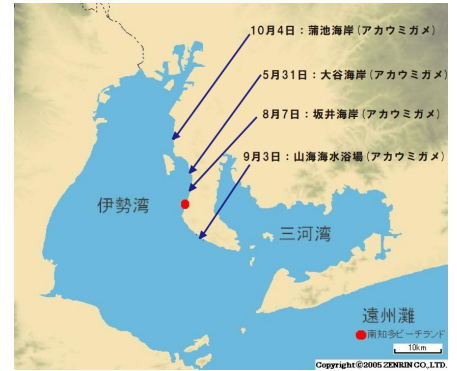 10月4日：蒲池海岸(アカウミガメ)
5月31日：大谷海岸(アカウミガメ)
8月7日：坂井海岸(アカウミガメ)
9月3日：山海海水浴場(アカウミガメ)
伊勢湾
三河湾
遠州灘
南知多ビーチランド
10km
Copyright©2005 ZENRIN CO.,LTD.